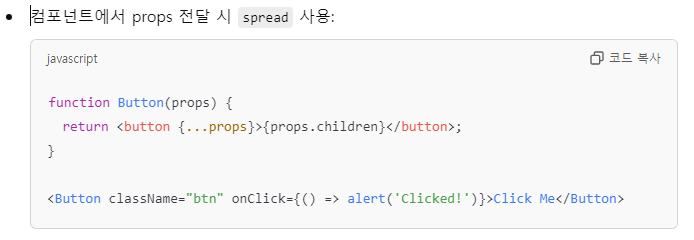 컴포넌트에서 props 전달 시 spread 사용:
javascript
코드 복사
function Button(props) {
  return <button {...props}>{props.children}</button>;
}
<Button className="btn" onClick={() => alert('Clicked!')}>Click Me</Button>